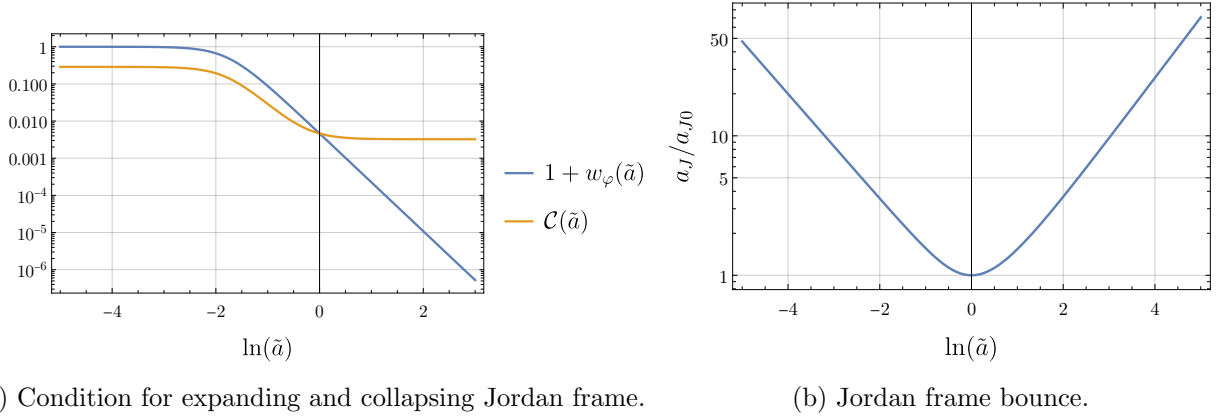 1
0.100
0.010
0.001
10⁻⁴
10⁻⁵
10⁻⁶
−4 −2 0 2
ln(ã)
1 + w_φ(ã)
𝒞(ã)
) Condition for expanding and collapsing Jordan frame.
a_J/a_{J0}
50
10
5
1
−4 −2 0 2 4
ln(ã)
(b) Jordan frame bounce.